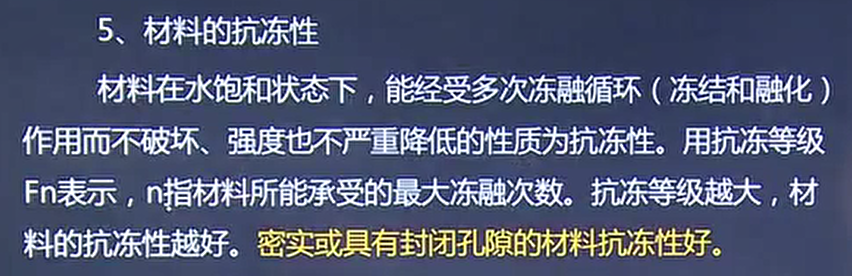 5、材料的抗冻性
材料在水饱和状态下，能经受多次冻融循环（冻结和融化）
作用而不破坏、强度也不严重降低的性质为抗冻性。用抗冻等级
Fn表示，n指材料所能承受的最大冻融次数。抗冻等级越大，材
料的抗冻性越好。密实或具有封闭孔隙的材料抗冻性好。